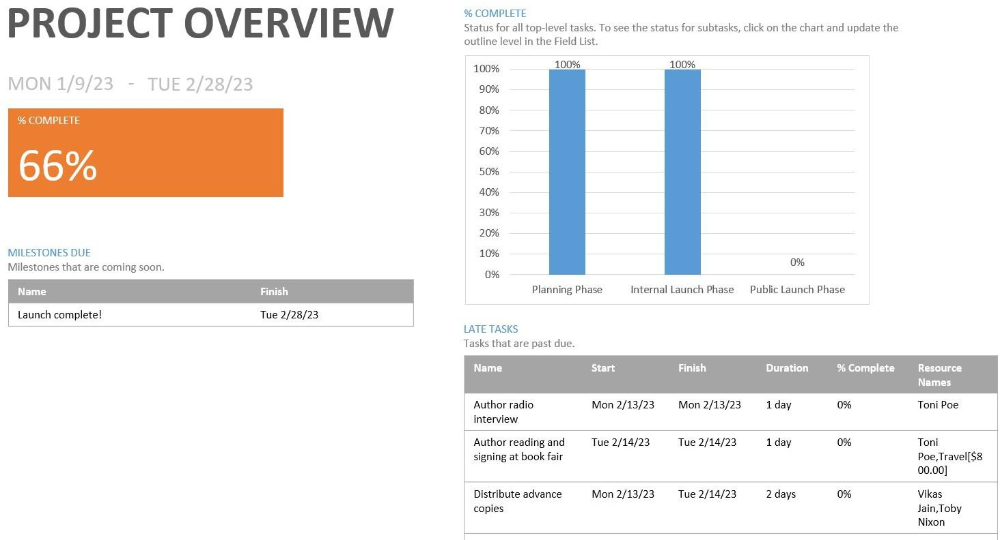 PROJECT OVERVIEW
MON 1/9/23 - TUE 2/28/23
% COMPLETE
66%
MILESTONES DUE
Milestones that are coming soon.
Name Finish
Launch complete! Tue 2/28/23
% COMPLETE
Status for all top-level tasks. To see the status for subtasks, click on the chart and update the
outline level in the Field List.
100%
90%
80%
70%
60%
50%
40%
30%
20%
10%
0%
100% 100% 0%
Planning Phase Internal Launch Phase Public Launch Phase
LATE TASKS
Tasks that are past due.
Name Start Finish Duration % Complete Resource
Names
Author radio Mon 2/13/23 Mon 2/13/23 1 day 0% Toni Poe
interview
Author reading and Tue 2/14/23 Tue 2/14/23 1 day 0% Toni
signing at book fair Poe,Travel[$8
00.00]
Distribute advance Mon 2/13/23 Tue 2/14/23 2 days 0% Vikas
copies Jain,Toby
Nixon